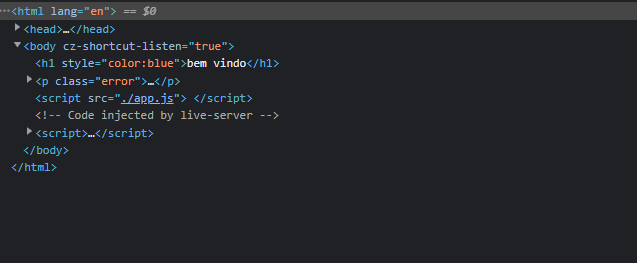 …<html lang="en"> == $0
▶<head>…</head>
▼<body cz-shortcut-listen="true">
<h1 style="color:blue">bem vindo</h1>
▶<p class="error">…</p>
<script src="./app.js"> </script>
<!-- Code injected by live-server -->
▶<script>…</script>
</body>
</html>